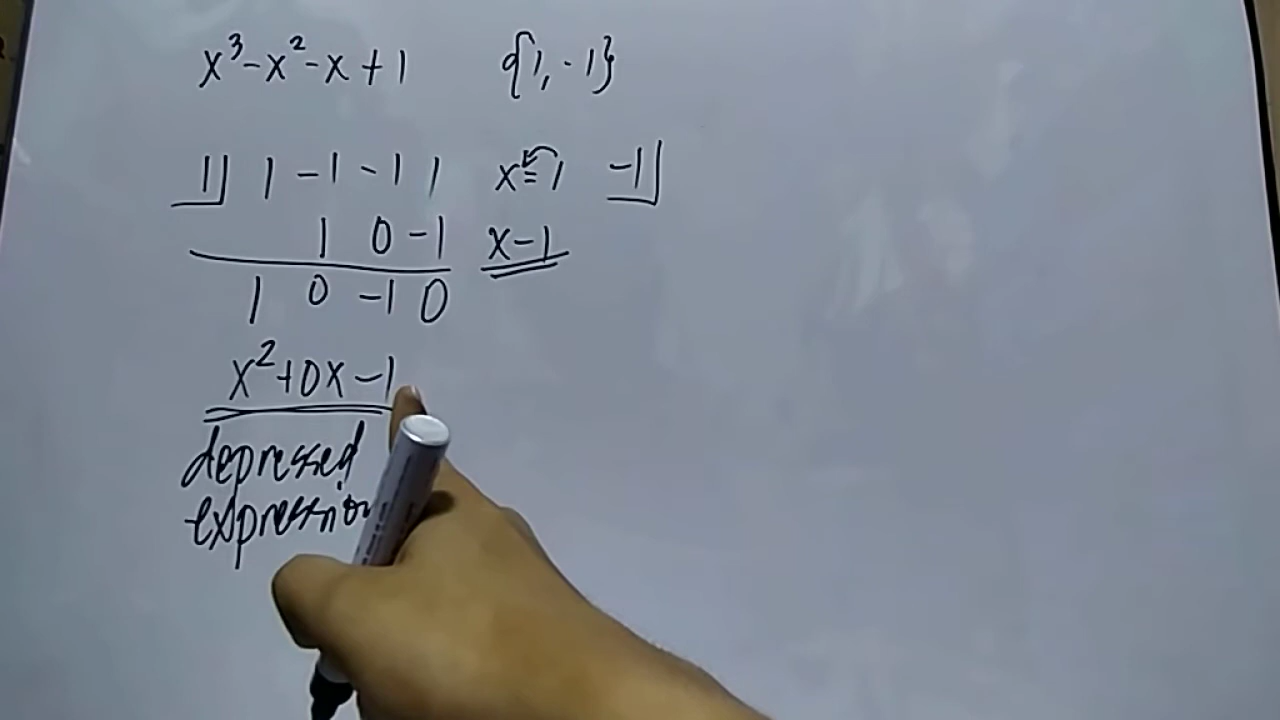 x³-x²-x+1 {1,-1}
1 1 -1 -1 1 x=1 -1
1 0 -1 x-1
1 0 -1 0
x²+0x-1
depressed
expression